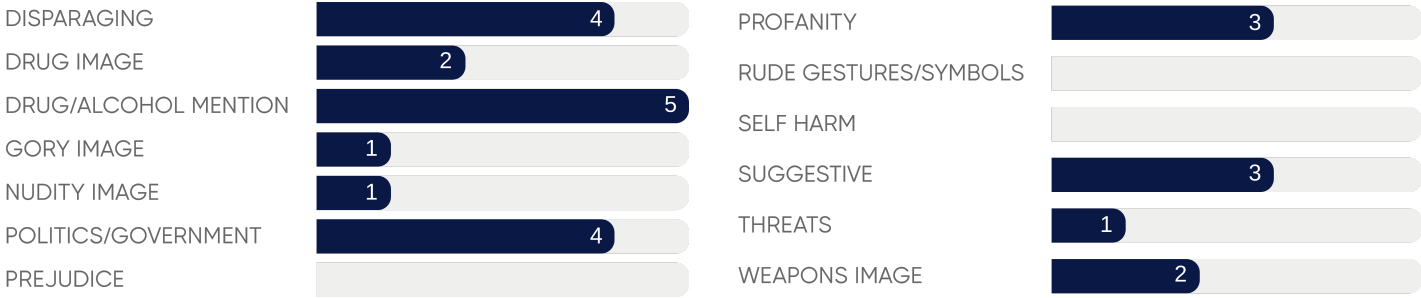 DISPARAGING 4
DRUG IMAGE 2
DRUG/ALCOHOL MENTION 5
GORY IMAGE 1
NUDITY IMAGE 1
POLITICS/GOVERNMENT 4
PREJUDICE
PROFANITY 3
RUDE GESTURES/SYMBOLS
SELF HARM
SUGGESTIVE 3
THREATS 1
WEAPONS IMAGE 2